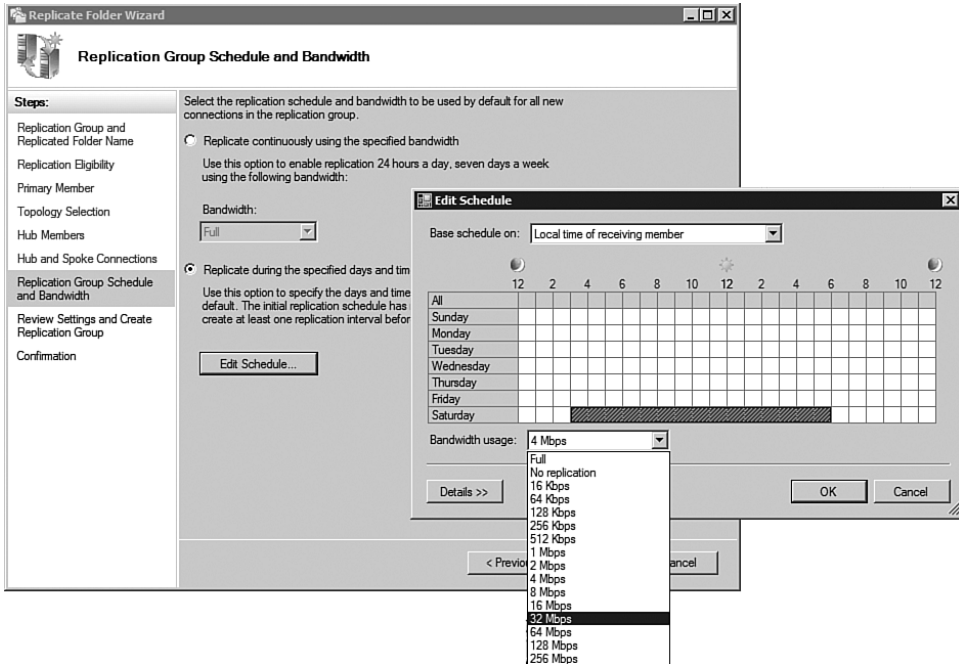 Replicate Folder Wizard
Replication Group Schedule and Bandwidth
Steps:
Replication Group and
Replicated Folder Name
Replication Eligibility
Primary Member
Topology Selection
Hub Members
Hub and Spoke Connections
Replication Group Schedule
and Bandwidth
Review Settings and Create
Replication Group
Confirmation
Select the replication schedule and bandwidth to be used by default for all new
connections in the replication group.
Replicate continuously using the specified bandwidth
Use this option to enable replication 24 hours a day, seven days a week
using the following bandwidth:
Bandwidth:
Full
Replicate during the specified days and tim
Use this option to specify the days and time
default. The initial replication schedule has
create at least one replication interval befor
Edit Schedule...
< Previou
ancel
Edit Schedule
Base schedule on: Local time of receiving member
12 2 4 6 8 10 12 2 4 6 8 10 12
All
Sunday
Monday
Tuesday
Wednesday
Thursday
Friday
Saturday
Bandwidth usage: 4 Mbps
Full
No replication
16 Kbps
64 Kbps
128 Kbps
256 Kbps
512 Kbps
1 Mbps
2 Mbps
4 Mbps
8 Mbps
16 Mbps
32 Mbps
64 Mbps
128 Mbps
256 Mbps
Details >>
OK
Cancel